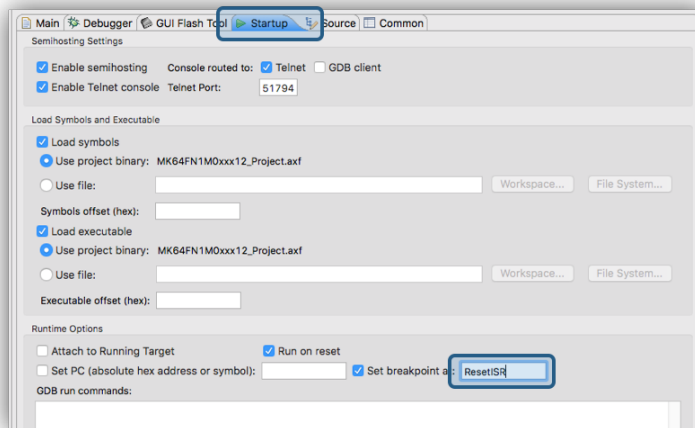 Main Debugger GUI Flash Tool Startup Source Common
Semihosting Settings
Enable semihosting Console routed to: Telnet GDB client
Enable Telnet console Telnet Port: 51794
Load Symbols and Executable
Load symbols
Use project binary: MK64FN1M0xxx12_Project.axf
Use file: Workspace... File System...
Symbols offset (hex):
Load executable
Use project binary: MK64FN1M0xxx12_Project.axf
Use file: Workspace... File System...
Executable offset (hex):
Runtime Options
Attach to Running Target Run on reset
Set PC (absolute hex address or symbol): Set breakpoint a: ResetISR
GDB run commands: